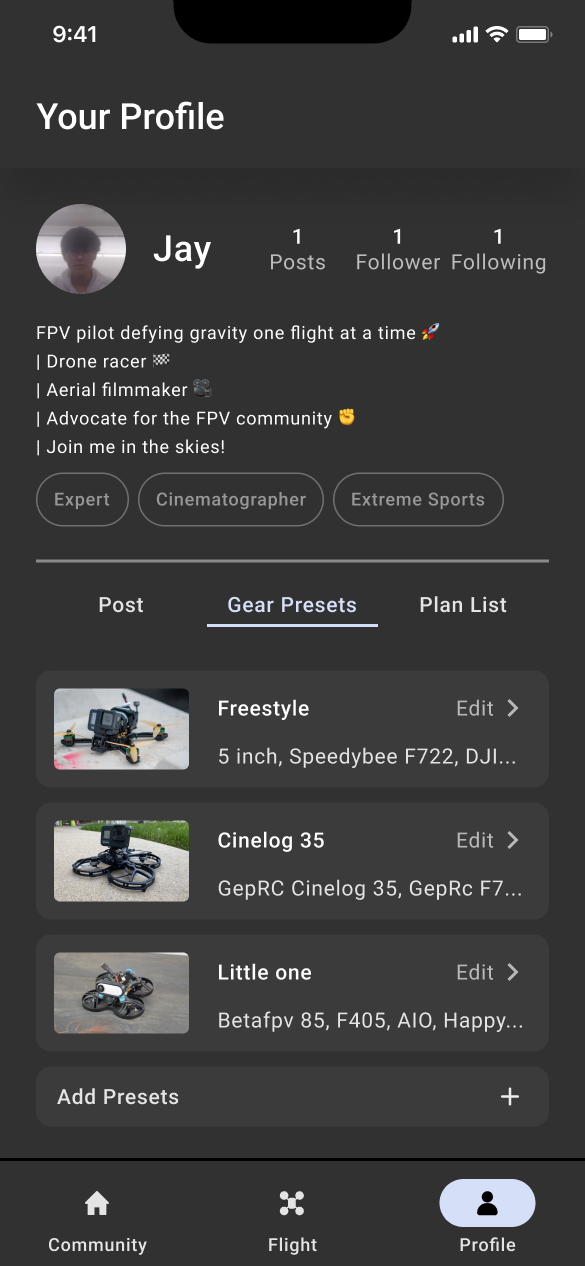 9:41
Your Profile
Jay
1 1 1
Posts Follower Following
FPV pilot defying gravity one flight at a time 🚀
| Drone racer 🏁
| Aerial filmmaker 🎥
| Advocate for the FPV community ✊
| Join me in the skies!
Expert Cinematographer Extreme Sports
Post Gear Presets Plan List
Freestyle Edit
5 inch, Speedybee F722, DJI...
Cinelog 35 Edit
GepRC Cinelog 35, GepRc F7...
Little one Edit
Betafpv 85, F405, AIO, Happy...
Add Presets +
Community Flight Profile